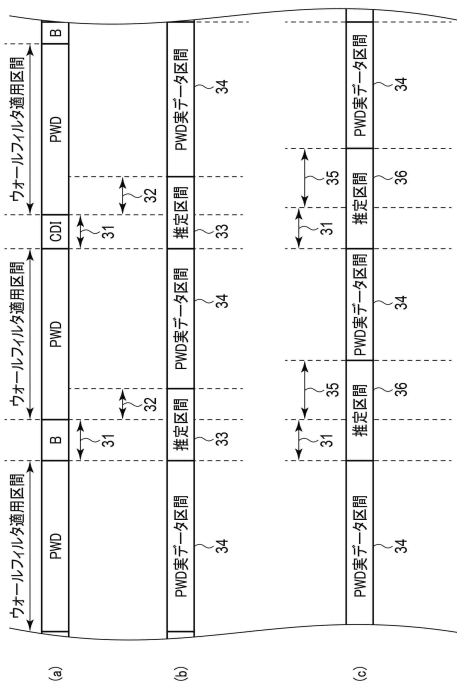 ウォールフィルタ適用区間 ウォールフィルタ適用区間 ウォールフィルタ適用区間
(a) PWD B PWD CDI PWD B
31 31
32 32
(b) PWD実データ区間 推定区間 PWD実データ区間 推定区間 PWD実データ区間
34 33 34 33 34
31 35 31 35
(c) PWD実データ区間 推定区間 PWD実データ区間 推定区間 PWD実データ区間
34 36 34 36 34